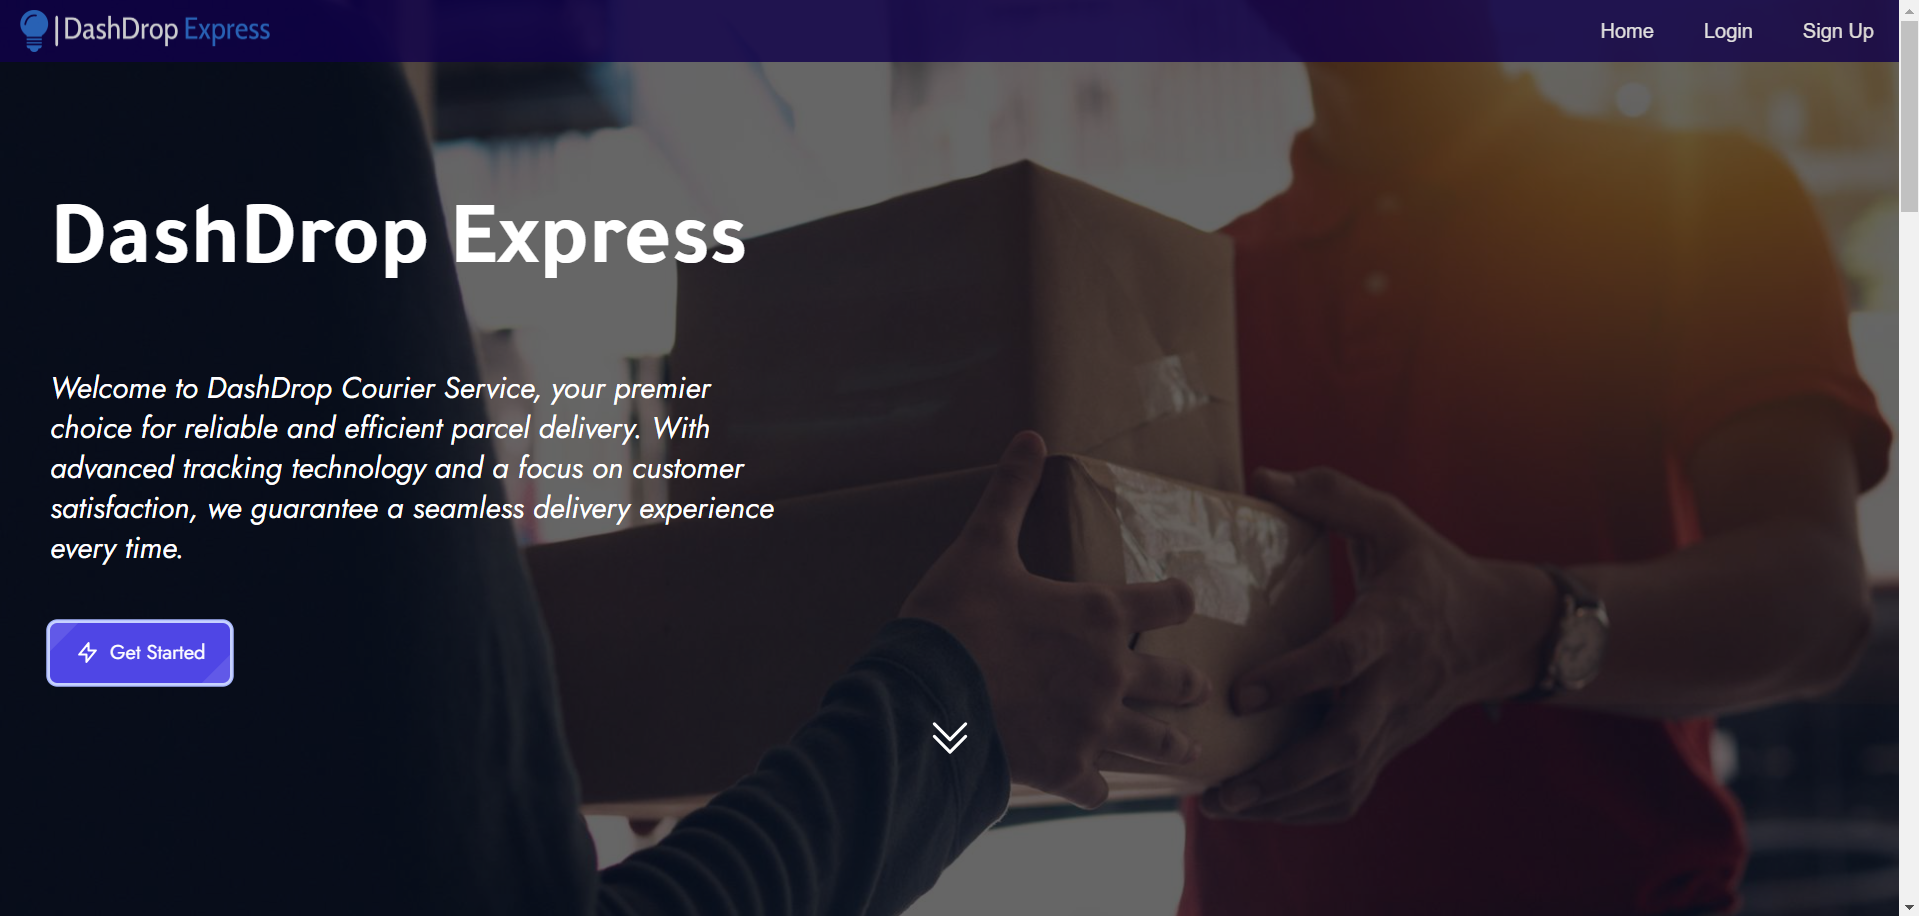 |DashDrop Express
Home
Login
Sign Up
DashDrop Express
Welcome to DashDrop Courier Service, your premier
choice for reliable and efficient parcel delivery. With
advanced tracking technology and a focus on customer
satisfaction, we guarantee a seamless delivery experience
every time.
Get Started